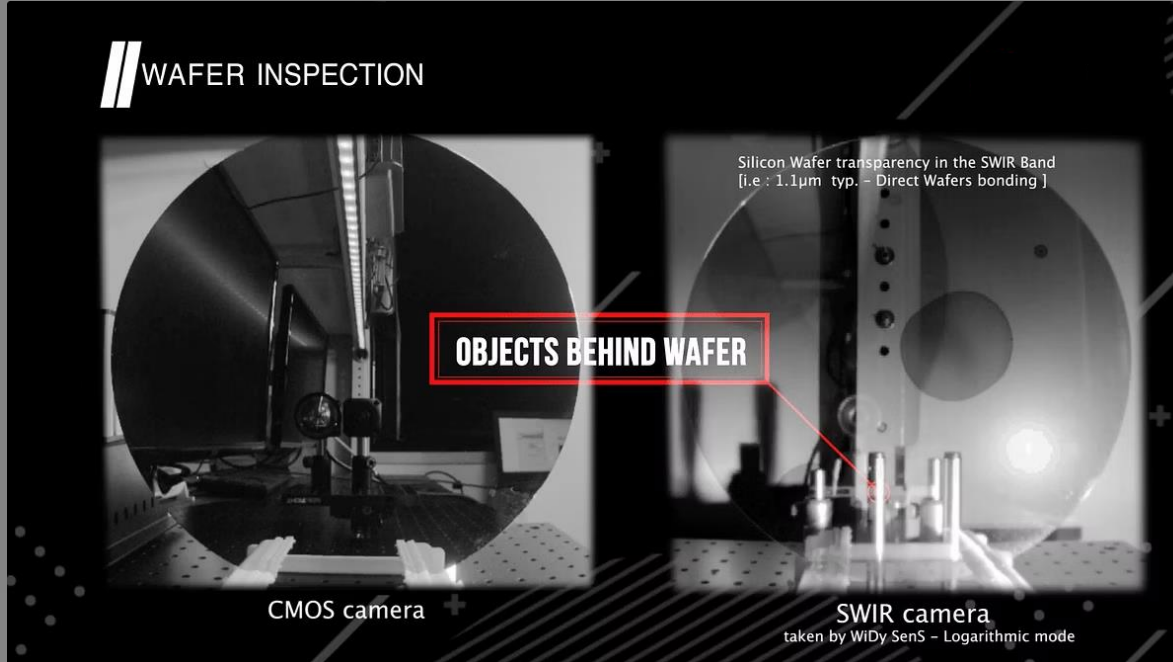 WAFER INSPECTION
Silicon Wafer transparency in the SWIR Band
[i.e : 1.1µm typ. – Direct Wafers bonding ]
OBJECTS BEHIND WAFER
CMOS camera
SWIR camera
taken by WiDy SenS – Logarithmic mode